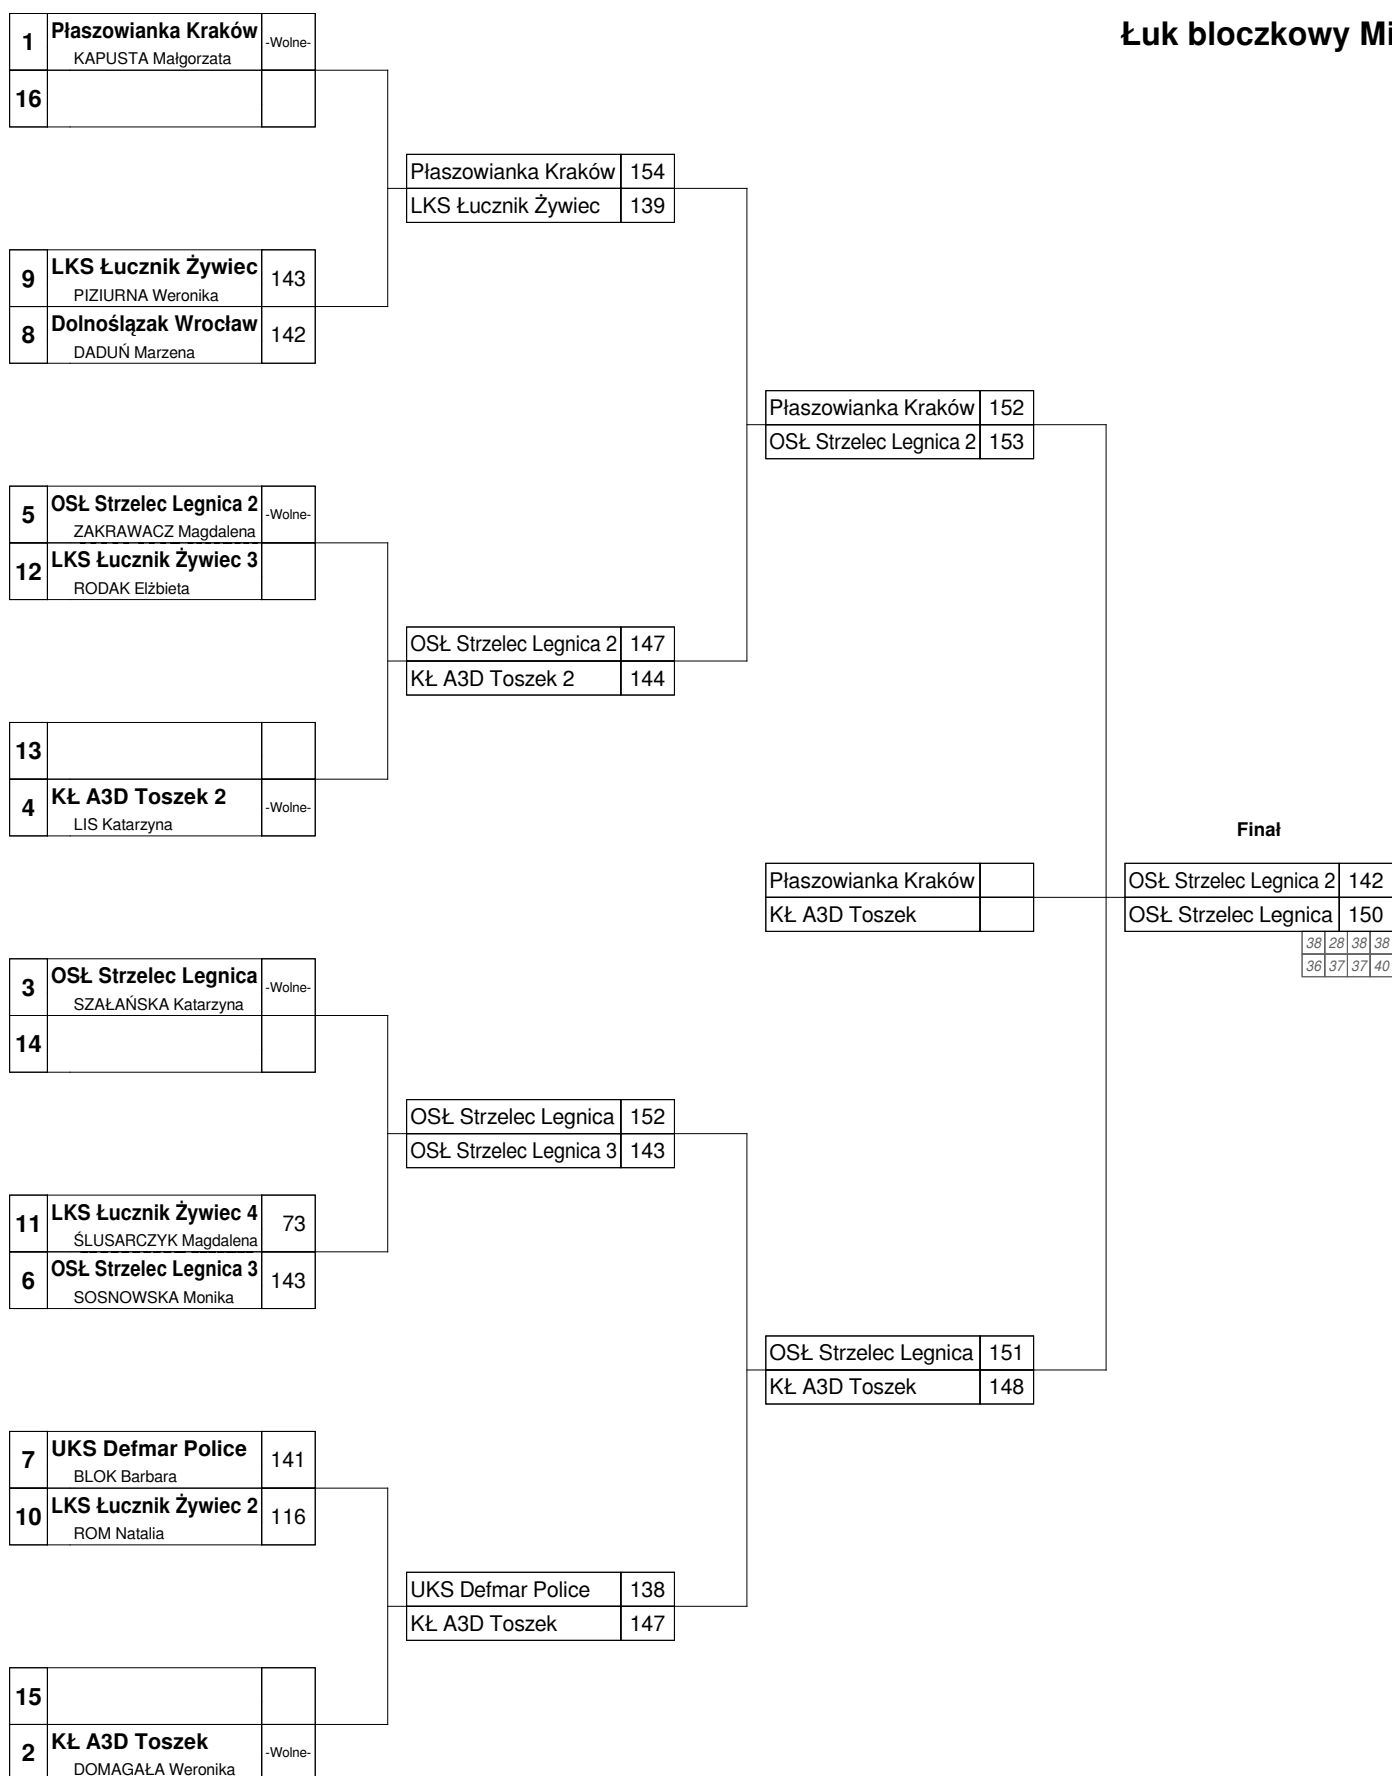 Łuk bloczkowy Mi
1 Płaszowianka Kraków -Wolne-
KAPUSTA Małgorzata
16
Płaszowianka Kraków 154
LKS Łucznik Żywiec 139
9 LKS Łucznik Żywiec 143
PIZIURNA Weronika
8 Dolnoślązak Wrocław 142
DADUŃ Marzena
Płaszowianka Kraków 152
OSŁ Strzelec Legnica 2 153
5 OSŁ Strzelec Legnica 2 -Wolne-
ZAKRAWACZ Magdalena
12 LKS Łucznik Żywiec 3
RODAK Elżbieta
OSŁ Strzelec Legnica 2 147
KŁ A3D Toszek 2 144
13
4 KŁ A3D Toszek 2 -Wolne-
LIS Katarzyna
Finał
Płaszowianka Kraków
KŁ A3D Toszek
OSŁ Strzelec Legnica 2 142
OSŁ Strzelec Legnica 150
38 28 38 38
36 37 37 40
3 OSŁ Strzelec Legnica -Wolne-
SZAŁAŃSKA Katarzyna
14
OSŁ Strzelec Legnica 152
OSŁ Strzelec Legnica 3 143
11 LKS Łucznik Żywiec 4 73
ŚLUSARCZYK Magdalena
6 OSŁ Strzelec Legnica 3 143
SOSNOWSKA Monika
OSŁ Strzelec Legnica 151
KŁ A3D Toszek 148
7 UKS Defmar Police 141
BLOK Barbara
10 LKS Łucznik Żywiec 2 116
ROM Natalia
UKS Defmar Police 138
KŁ A3D Toszek 147
15
2 KŁ A3D Toszek -Wolne-
DOMAGAŁA Weronika